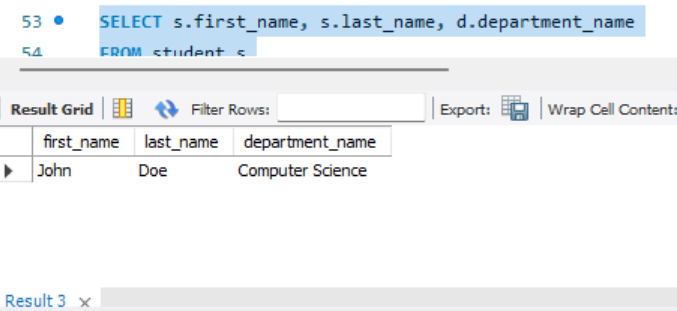 53 SELECT s.first_name, s.last_name, d.department_name
54 FROM student s
Result Grid Filter Rows: Export: Wrap Cell Content:
first_name last_name department_name
John Doe Computer Science
Result 3 ×